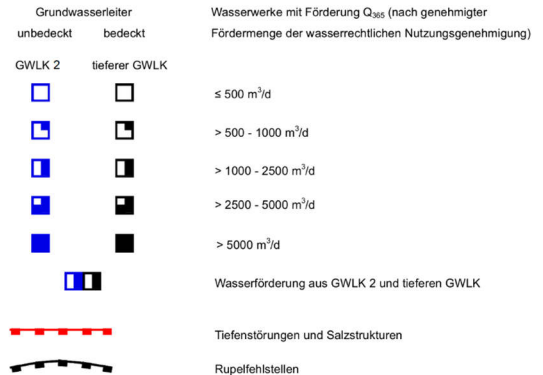 Grundwasserleiter Wasserwerke mit Förderung Q365 (nach genehmigter
unbedeckt bedeckt Fördermenge der wasserrechtlichen Nutzungsgenehmigung)
GWLK 2 tieferer GWLK
≤ 500 m³/d
> 500 - 1000 m³/d
> 1000 - 2500 m³/d
> 2500 - 5000 m³/d
> 5000 m³/d
Wasserförderung aus GWLK 2 und tieferen GWLK
Tiefenstörungen und Salzstrukturen
Rupelfehlstellen